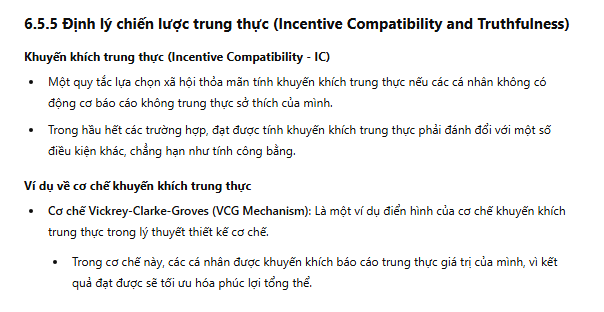 6.5.5 Định lý chiến lược trung thực (Incentive Compatibility and Truthfulness)
Khuyến khích trung thực (Incentive Compatibility - IC)
• Một quy tắc lựa chọn xã hội thỏa mãn tính khuyến khích trung thực nếu các cá nhân không có
động cơ báo cáo không trung thực sở thích của mình.
• Trong hầu hết các trường hợp, đạt được tính khuyến khích trung thực phải đánh đổi với một số
điều kiện khác, chẳng hạn như tính công bằng.
Ví dụ về cơ chế khuyến khích trung thực
• Cơ chế Vickrey-Clarke-Groves (VCG Mechanism): Là một ví dụ điển hình của cơ chế khuyến khích
trung thực trong lý thuyết thiết kế cơ chế.
• Trong cơ chế này, các cá nhân được khuyến khích báo cáo trung thực giá trị của mình, vì kết
quả đạt được sẽ tối ưu hóa phúc lợi tổng thể.